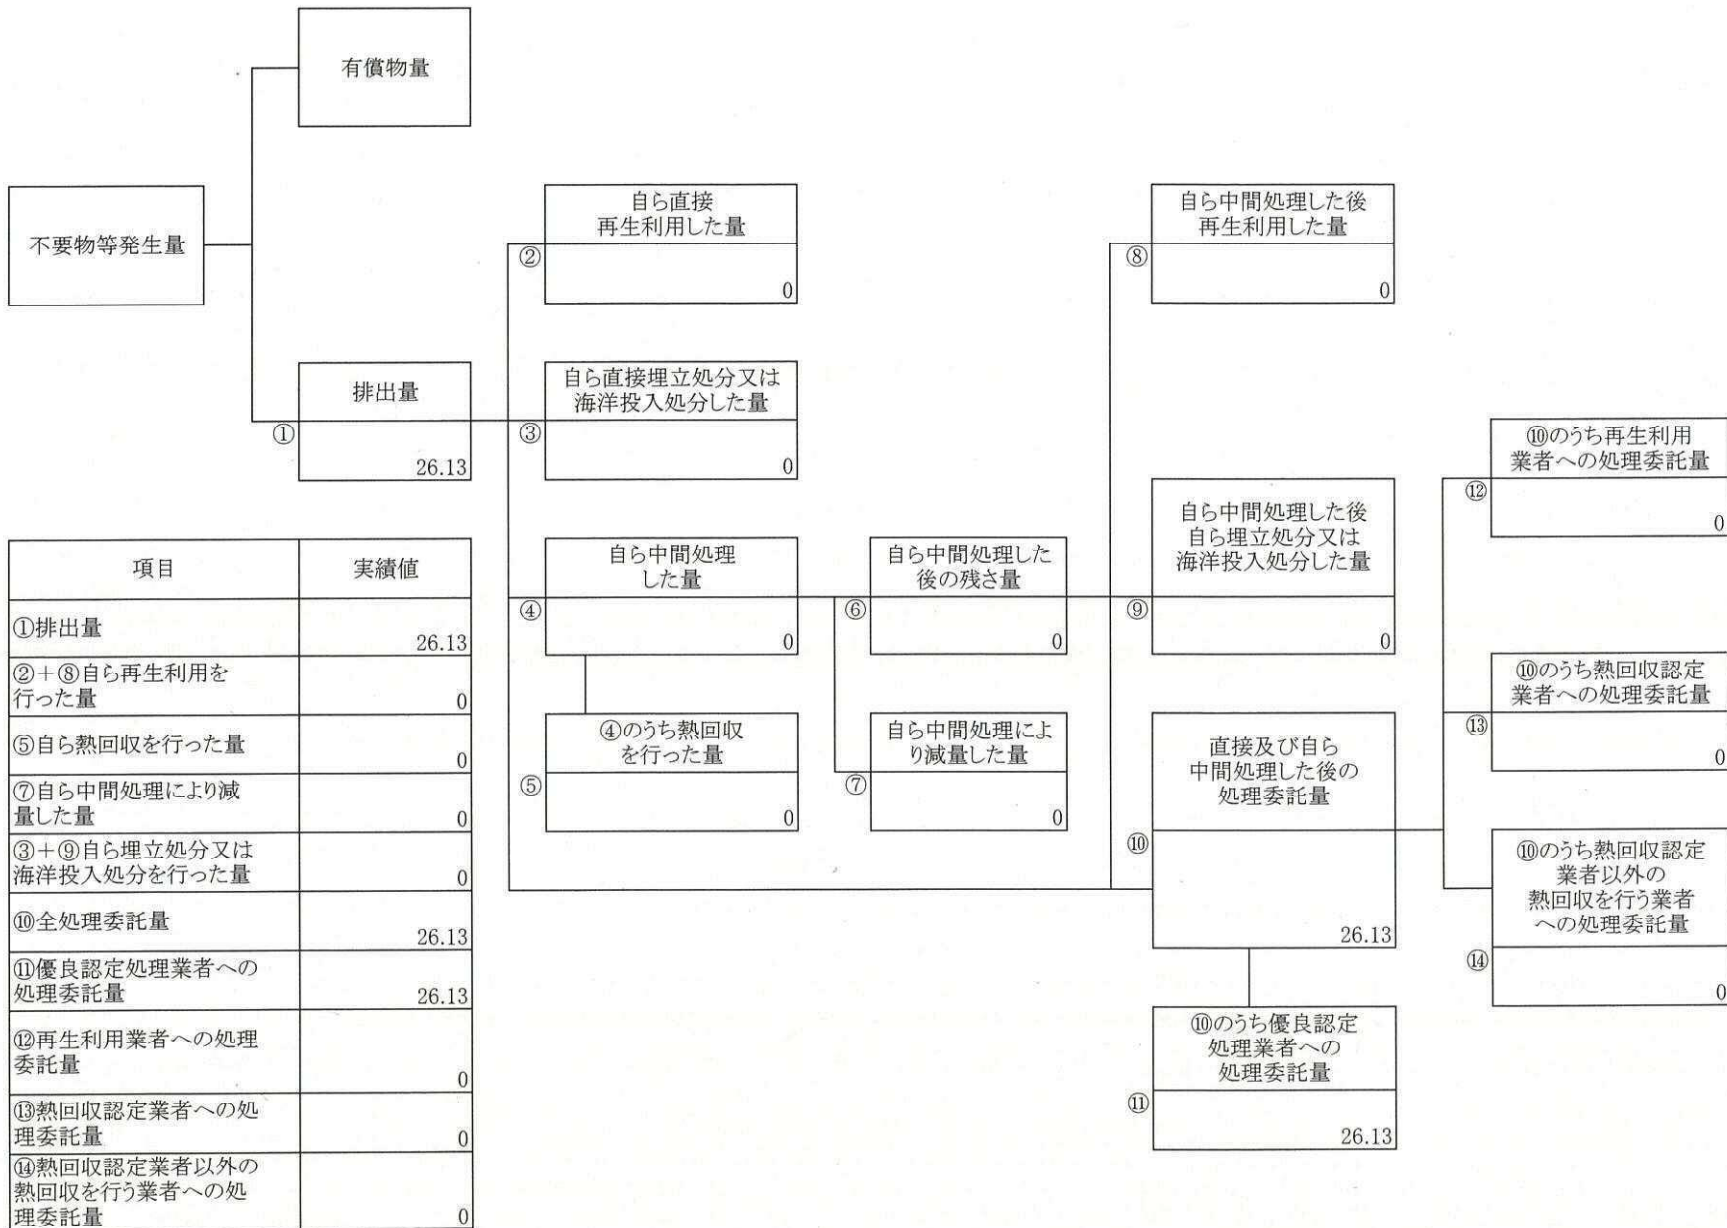 有償物量
不要物等発生量
自ら直接
再生利用した量
②
0
自ら中間処理した後
再生利用した量
⑧
0
排出量
①
26.13
自ら直接埋立処分又は
海洋投入処分した量
③
0
⑩のうち再生利用
業者への処理委託量
⑫
0
自ら中間処理
した量
④
0
自ら中間処理した
後の残さ量
⑥
0
自ら中間処理した後
自ら埋立処分又は
海洋投入処分した量
⑨
0
⑩のうち熱回収認定
業者への処理委託量
⑬
0
④のうち熱回収
を行った量
⑤
0
自ら中間処理によ
り減量した量
⑦
0
直接及び自ら
中間処理した後の
処理委託量
⑩
26.13
⑩のうち熱回収認定
業者以外の
熱回収を行う業者
への処理委託量
⑭
0
⑩のうち優良認定
処理業者への
処理委託量
⑪
26.13
項目 実績値
①排出量 26.13
②+⑧自ら再生利用を
行った量 0
⑤自ら熱回収を行った量 0
⑦自ら中間処理により減
量した量 0
③+⑨自ら埋立処分又は
海洋投入処分を行った量 0
⑩全処理委託量 26.13
⑪優良認定処理業者への
処理委託量 26.13
⑫再生利用業者への処理
委託量 0
⑬熱回収認定業者への処
理委託量 0
⑭熱回収認定業者以外の
熱回収を行う業者への処
理委託量 0